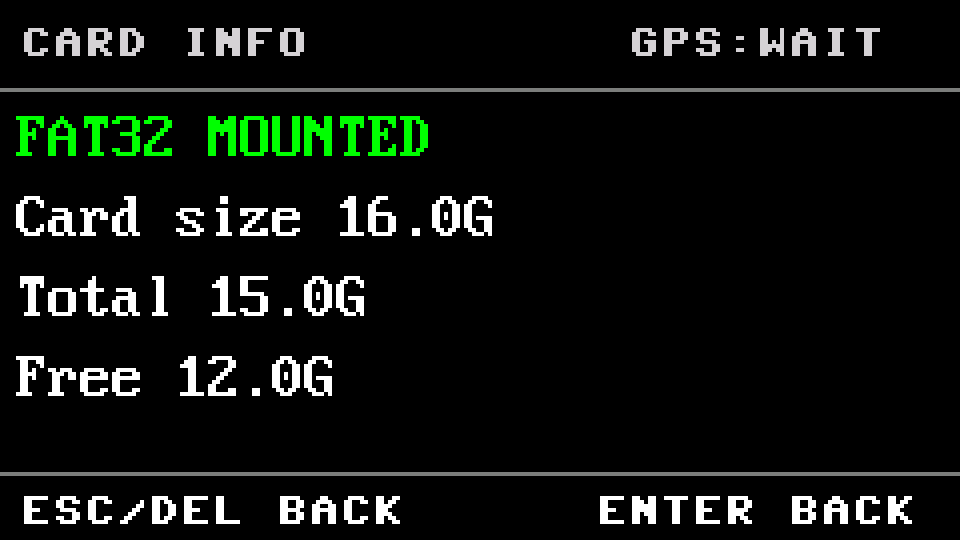 CARD INFO GPS:WAIT
FAT32 MOUNTED
Card size 16.0G
Total 15.0G
Free 12.0G
ESC/DEL BACK ENTER BACK